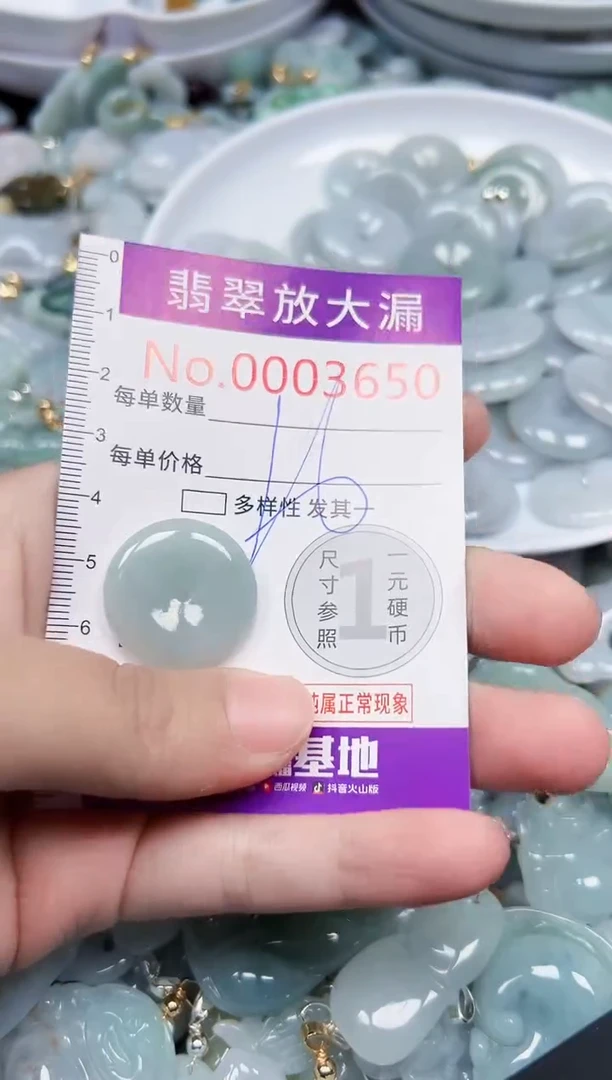 翡翠放大漏
No.0003650
每单数量
每单价格
多样性 发其一
尺寸参照
1
一元硬币
属正常现象
基地
西瓜视频 抖音火山版
0
1
2
3
4
5
6